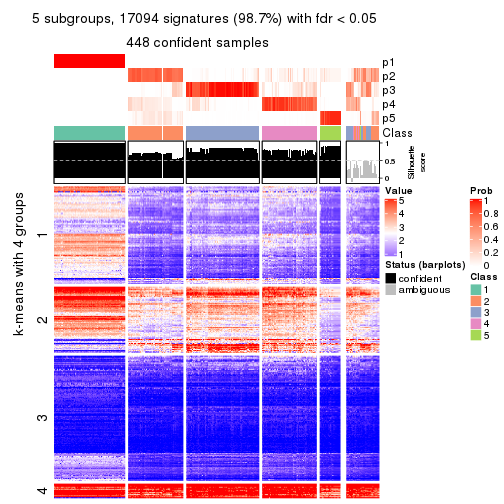 5 subgroups, 17094 signatures (98.7%) with fdr < 0.05
448 confident samples
p1
p2
p3
p4
p5
Class
1
0.5
0
Silhouette
score
k-means with 4 groups
1
2
3
4
Value
5
4
3
2
1
Status (barplots)
confident
ambiguous
Prob
1
0.8
0.6
0.4
0.2
0
Class
1
2
3
4
5